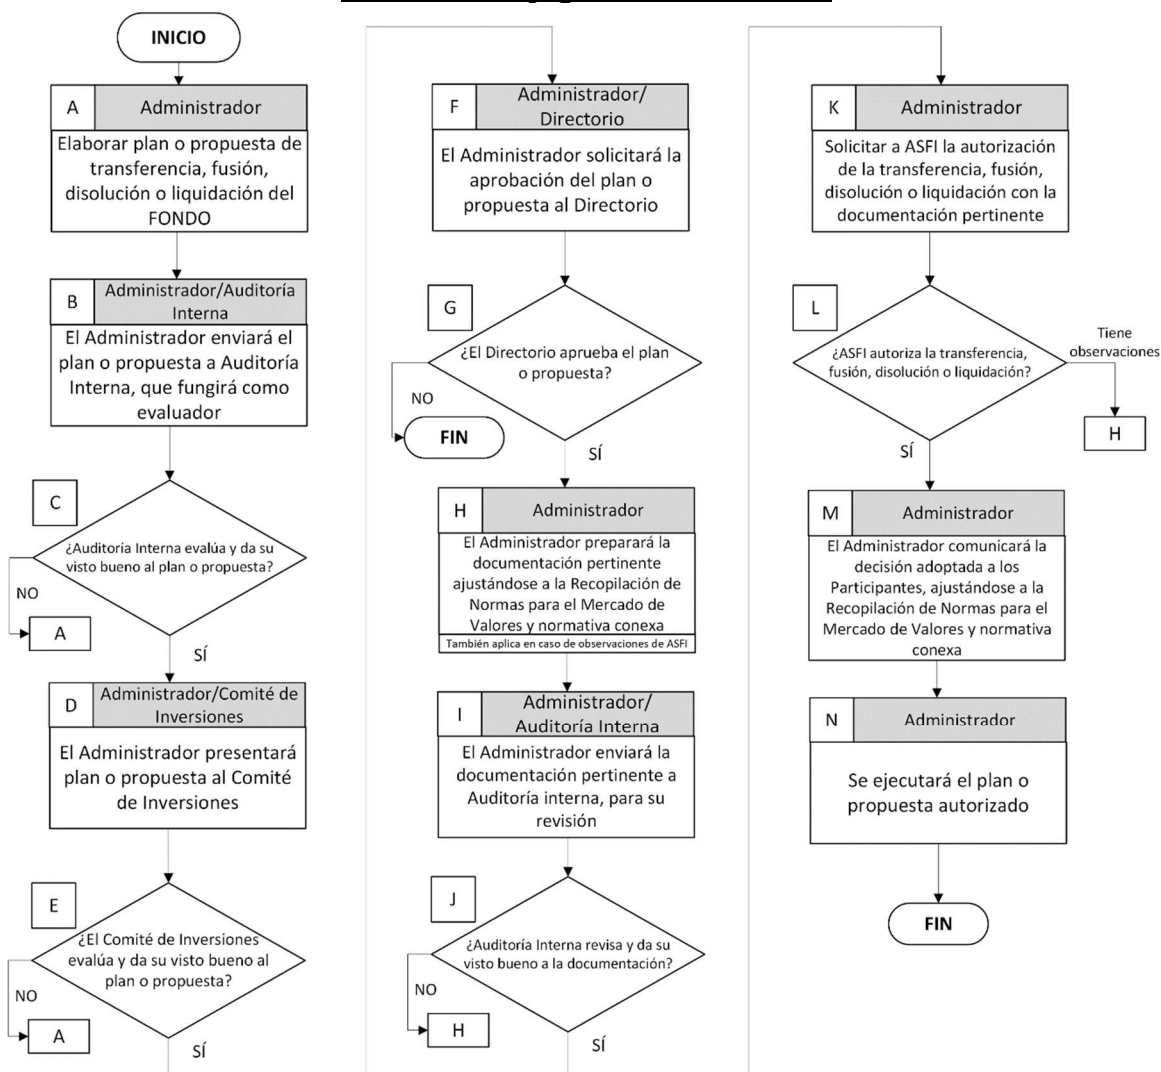 INICIO
A
Administrador
Elaborar plan o propuesta de
transferencia, fusión,
disolución o liquidación del
FONDO
B
Administrador/Auditoría
Interna
El Administrador enviará el
plan o propuesta a Auditoría
Interna, que fungirá como
evaluador
C
¿Auditoría Interna evalúa y da su
visto bueno al plan o propuesta?
NO
A
SÍ
D
Administrador/Comité de
Inversiones
El Administrador presentará
plan o propuesta al Comité
de Inversiones
E
¿El Comité de Inversiones
evalúa y da su visto bueno al
plan o propuesta?
NO
A
SÍ
F
Administrador/
Directorio
El Administrador solicitará la
aprobación del plan o
propuesta al Directorio
G
¿El Directorio aprueba el plan
o propuesta?
NO
FIN
SÍ
H
Administrador
El Administrador preparará la
documentación pertinente
ajustándose a la Recopilación de
Normas para el Mercado de
Valores y normativa conexa
También aplica en caso de observaciones de ASFI
I
Administrador/
Auditoría Interna
El Administrador enviará la
documentación pertinente a
Auditoría interna, para su
revisión
J
¿Auditoría Interna revisa y da su
visto bueno a la documentación?
NO
H
SÍ
K
Administrador
Solicitar a ASFI la autorización
de la transferencia, fusión,
disolución o liquidación con la
documentación pertinente
L
¿ASFI autoriza la transferencia,
fusión, disolución o liquidación?
Tiene
observaciones
H
SÍ
M
Administrador
El Administrador comunicará la
decisión adoptada a los
Participantes, ajustándose a la
Recopilación de Normas para el
Mercado de Valores y normativa
conexa
N
Administrador
Se ejecutará el plan o
propuesta autorizado
FIN